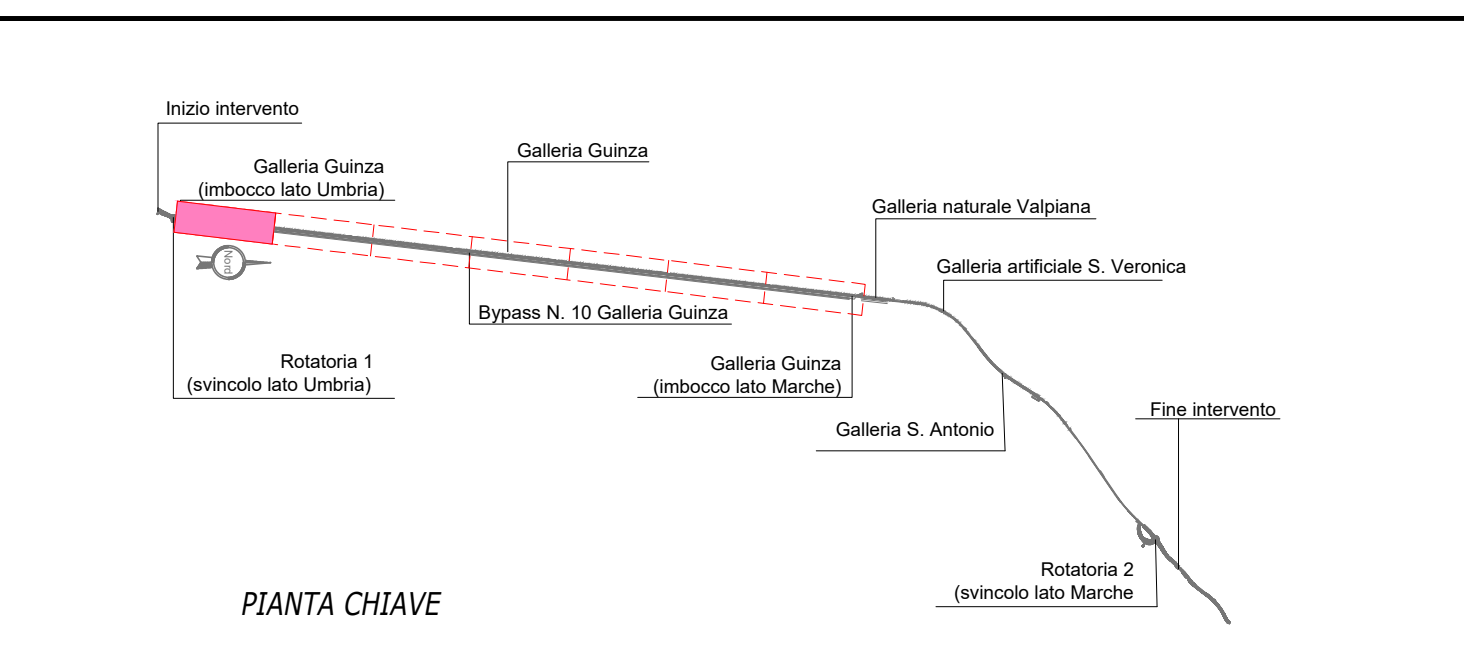 Inizio intervento
Galleria Guinza
(imbocco lato Umbria)
Galleria Guinza
Galleria naturale Valpiana
Galleria artificiale S. Veronica
Nord
Bypass N. 10 Galleria Guinza
Rotatoria 1
(svincolo lato Umbria)
Galleria Guinza
(imbocco lato Marche)
Galleria S. Antonio
Fine intervento
Rotatoria 2
(svincolo lato Marche
PIANTA CHIAVE